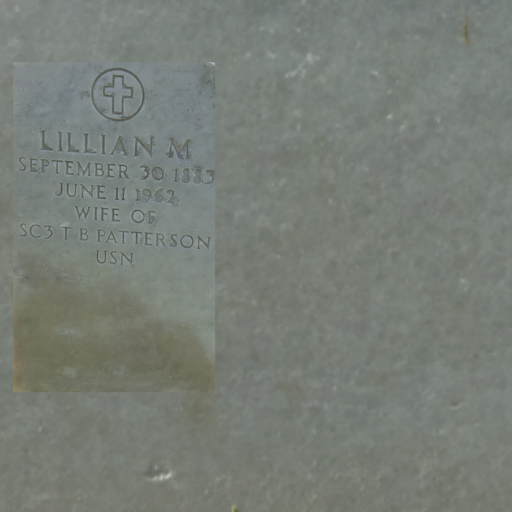 LILLIAN M
SEPTEMBER 30 1883
JUNE 11 1962
WIFE OF
SC3 T B PATTERSON
USN